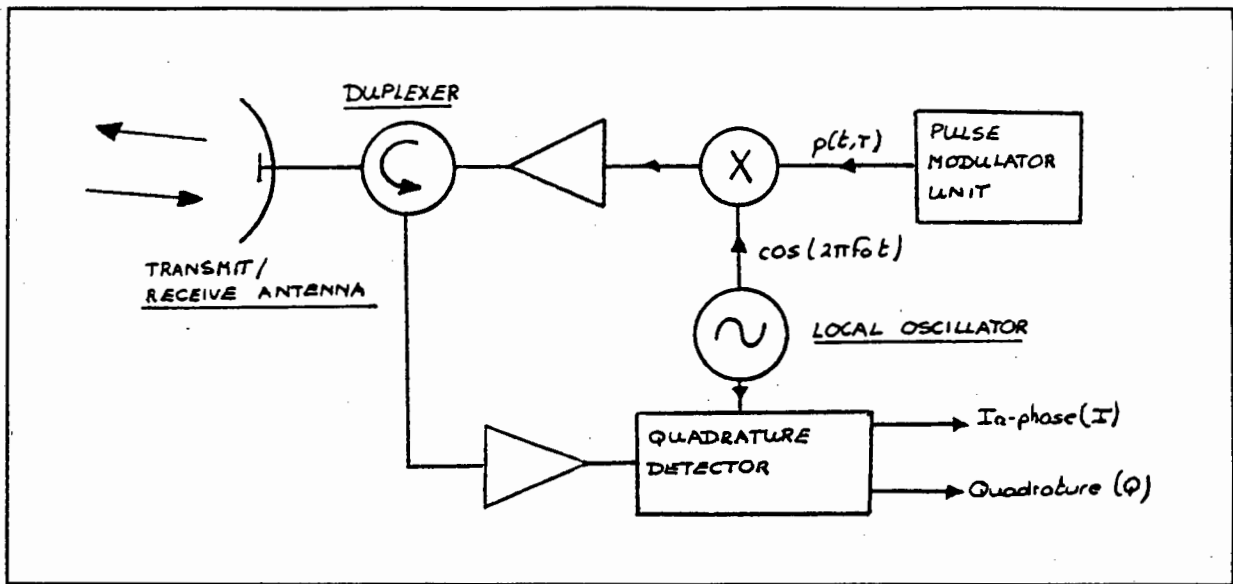 DUPLEXER
p(t,τ)
PULSE
MODULATOR
UNIT
X
cos(2πfot)
TRANSMIT/
RECEIVE ANTENNA
LOCAL OSCILLATOR
QUADRATURE
DETECTOR
In-phase(I)
Quadrature (Q)